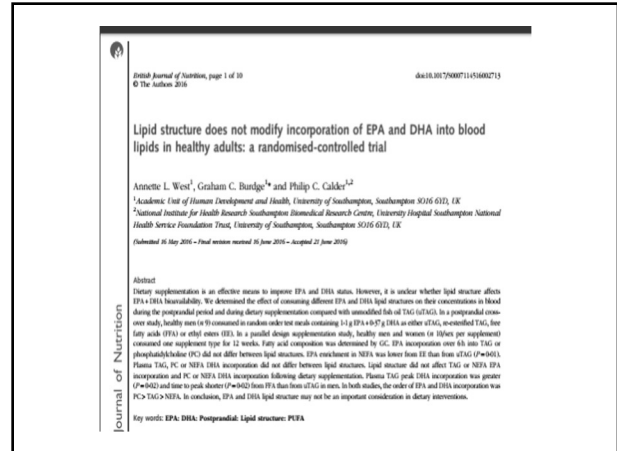 British Journal of Nutrition, page 1 of 10
doi:10.1017/S0007114516002713
© The Authors 2016
Lipid structure does not modify incorporation of EPA and DHA into blood
lipids in healthy adults: a randomised-controlled trial
Annette L. West¹, Graham C. Burdge¹* and Philip C. Calder¹,²
¹Academic Unit of Human Development and Health, University of Southampton, Southampton SO16 6YD, UK
²National Institute for Health Research Southampton Biomedical Research Centre, University Hospital Southampton National
Health Service Foundation Trust, University of Southampton, Southampton SO16 6YD, UK
(Submitted 16 May 2016 – Final revision received 16 June 2016 – Accepted 21 June 2016)
Abstract
Dietary supplementation is an effective means to improve EPA and DHA status. However, it is unclear whether lipid structure affects
EPA+DHA bioavailability. We determined the effect of consuming different EPA and DHA lipid structures on their concentrations in blood
during the postprandial period and during dietary supplementation compared with unmodified fish oil TAG (uTAG). In a postprandial cross-
over study, healthy men (n 9) consumed in random order test meals containing 1·1 g EPA+0·37 g DHA as either uTAG, re-esterified TAG, free
fatty acids (FFA) or ethyl esters (EE). In a parallel design supplementation study, healthy men and women (n 10/sex per supplement)
consumed one supplement type for 12 weeks. Fatty acid composition was determined by GC. EPA incorporation over 6 h into TAG or
phosphatidylcholine (PC) did not differ between lipid structures. EPA enrichment in NEFA was lower from EE than from uTAG (P=0·01).
Plasma TAG, PC or NEFA DHA incorporation did not differ between lipid structures. Lipid structure did not affect TAG or NEFA EPA
incorporation and PC or NEFA DHA incorporation following dietary supplementation. Plasma TAG peak DHA incorporation was greater
(P=0·02) and time to peak shorter (P=0·02) from FFA than from uTAG in men. In both studies, the order of EPA and DHA incorporation was
PC>TAG>NEFA. In conclusion, EPA and DHA lipid structure may not be an important consideration in dietary interventions.
Key words: EPA: DHA: Postprandial: Lipid structure: PUFA
Journal of Nutrition